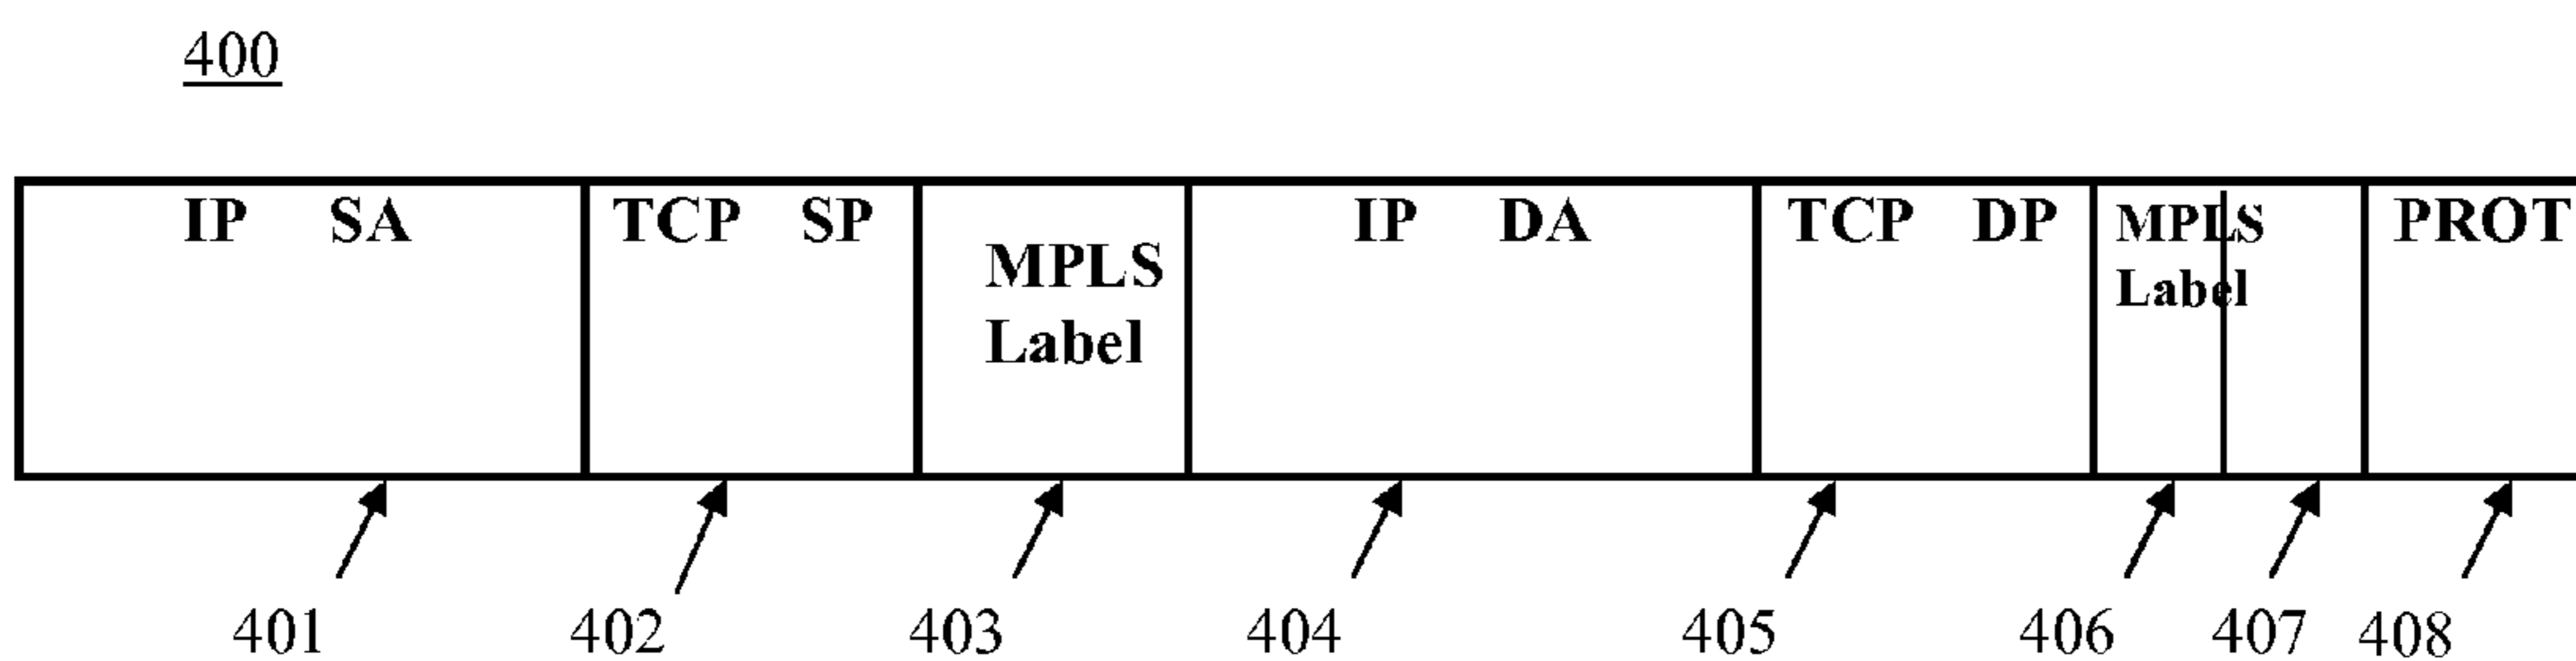 400
IP SA
TCP SP
MPLS
Label
IP DA
TCP DP
MPLS
Label
PROT
401 402 403 404 405 406 407 408